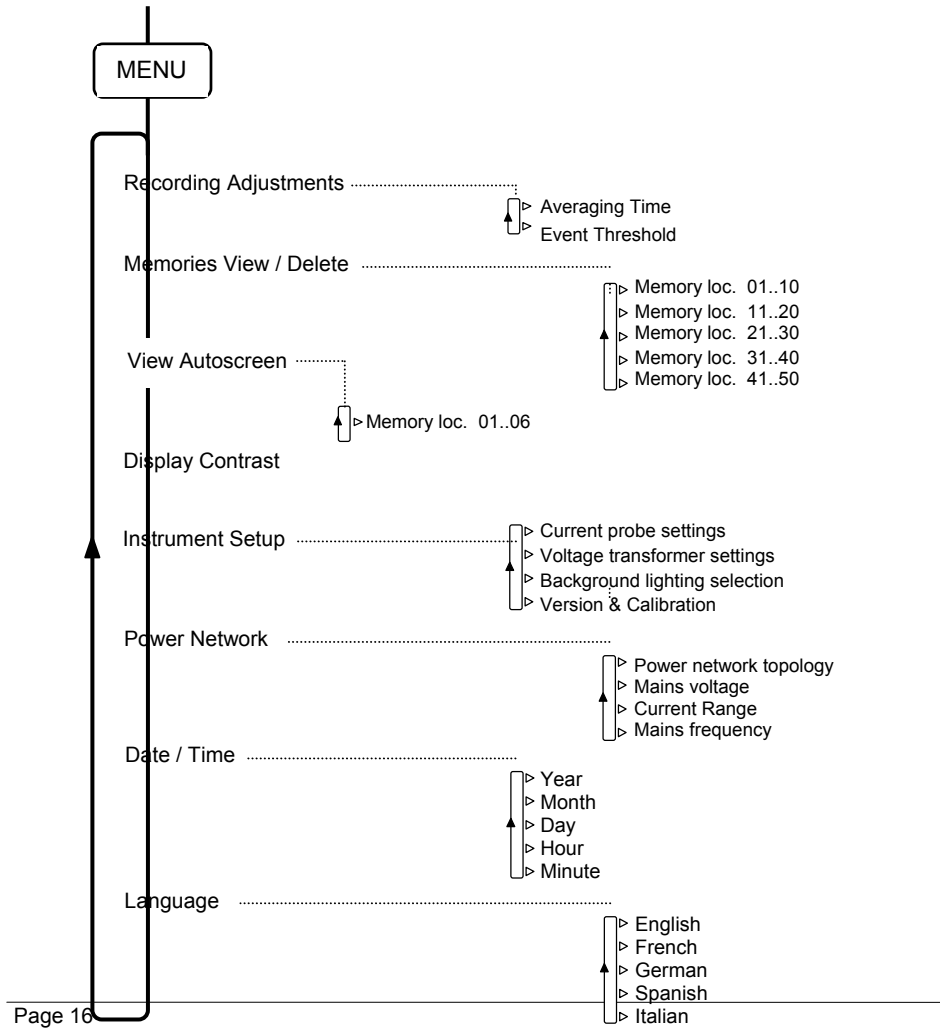 MENU
Recording Adjustments
Averaging Time
Event Threshold
Memories View / Delete
Memory loc. 01..10
Memory loc. 11..20
Memory loc. 21..30
Memory loc. 31..40
Memory loc. 41..50
View Autoscreen
Memory loc. 01..06
Display Contrast
Instrument Setup
Current probe settings
Voltage transformer settings
Background lighting selection
Version & Calibration
Power Network
Power network topology
Mains voltage
Current Range
Mains frequency
Date / Time
Year
Month
Day
Hour
Minute
Language
English
French
German
Spanish
Italian
Page 16